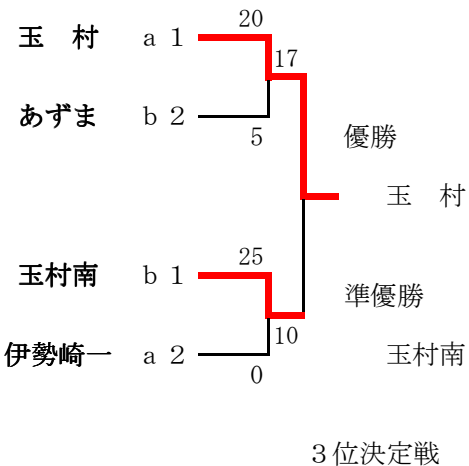 20
玉　村　a 1
17
あずま　b 2
5
優勝
玉　村
25
玉村南　b 1
準優勝
10
伊勢崎一　a 2
玉村南
0
３位決定戦